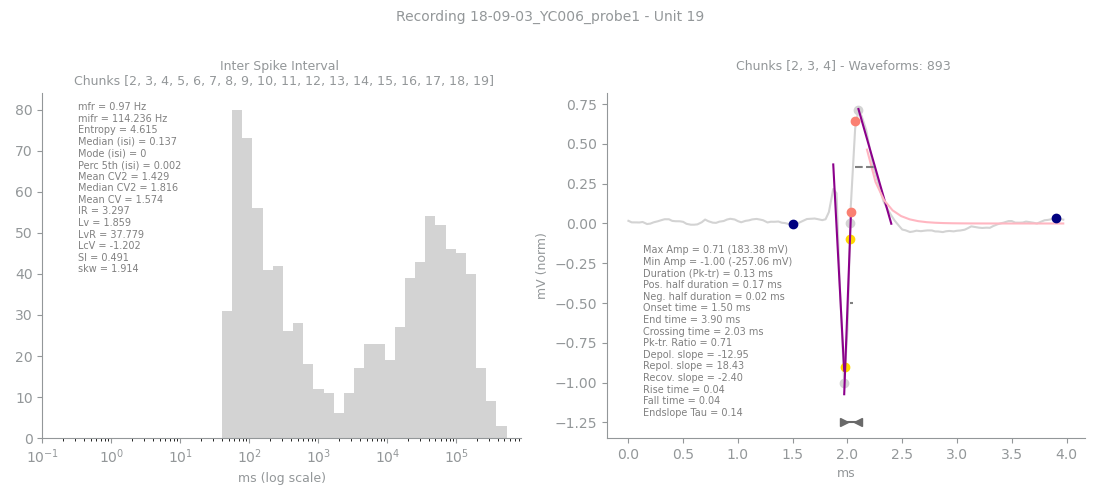 Recording 18-09-03_YC006_probe1 - Unit 19
Inter Spike Interval
Chunks [2, 3, 4, 5, 6, 7, 8, 9, 10, 11, 12, 13, 14, 15, 16, 17, 18, 19]
80
70
60
50
40
30
20
10
0
mfr = 0.97 Hz
mifr = 114.236 Hz
Entropy = 4.615
Median (isi) = 0.137
Mode (isi) = 0
Perc 5th (isi) = 0.002
Mean CV2 = 1.429
Median CV2 = 1.816
Mean CV = 1.574
IR = 3.297
Lv = 1.859
LvR = 37.779
LcV = -1.202
SI = 0.491
skw = 1.914
10⁻¹ 10⁰ 10¹ 10² 10³ 10⁴ 10⁵
ms (log scale)
Chunks [2, 3, 4] - Waveforms: 893
mV (norm)
0.75
0.50
0.25
0.00
−0.25
−0.50
−0.75
−1.00
−1.25
Max Amp = 0.71 (183.38 mV)
Min Amp = -1.00 (-257.06 mV)
Duration (Pk-tr) = 0.13 ms
Pos. half duration = 0.17 ms
Neg. half duration = 0.02 ms
Onset time = 1.50 ms
End time = 3.90 ms
Crossing time = 2.03 ms
Pk-tr. Ratio = 0.71
Depol. slope = -12.95
Repol. slope = 18.43
Recov. slope = -2.40
Rise time = 0.04
Fall time = 0.04
Endslope Tau = 0.14
0.0 0.5 1.0 1.5 2.0 2.5 3.0 3.5 4.0
ms